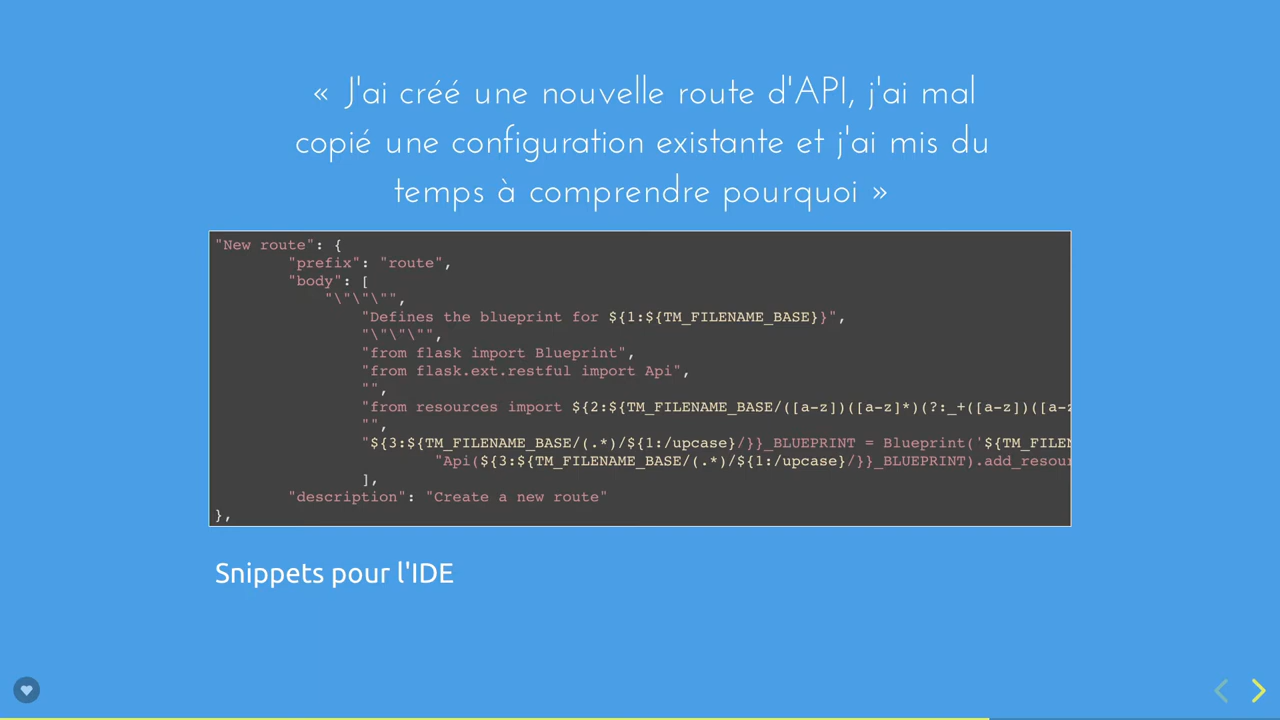 « J'ai créé une nouvelle route d'API, j'ai mal
copié une configuration existante et j'ai mis du
temps à comprendre pourquoi »
"New route": {
"prefix": "route",
"body": [
"\"\"\"",
"Defines the blueprint for ${1:${TM_FILENAME_BASE}}",
"\"\"\"",
"from flask import Blueprint",
"from flask.ext.restful import Api",
"",
"from resources import ${2:${TM_FILENAME_BASE/([a-z])([a-z]*)(?:_+([a-z])([a-
"",
"${3:${TM_FILENAME_BASE/(.*)/${1:/upcase}/}}_BLUEPRINT = Blueprint('${TM_FILEN
"Api(${3:${TM_FILENAME_BASE/(.*)/${1:/upcase}/}}_BLUEPRINT).add_resou
],
"description": "Create a new route"
},
Snippets pour l'IDE